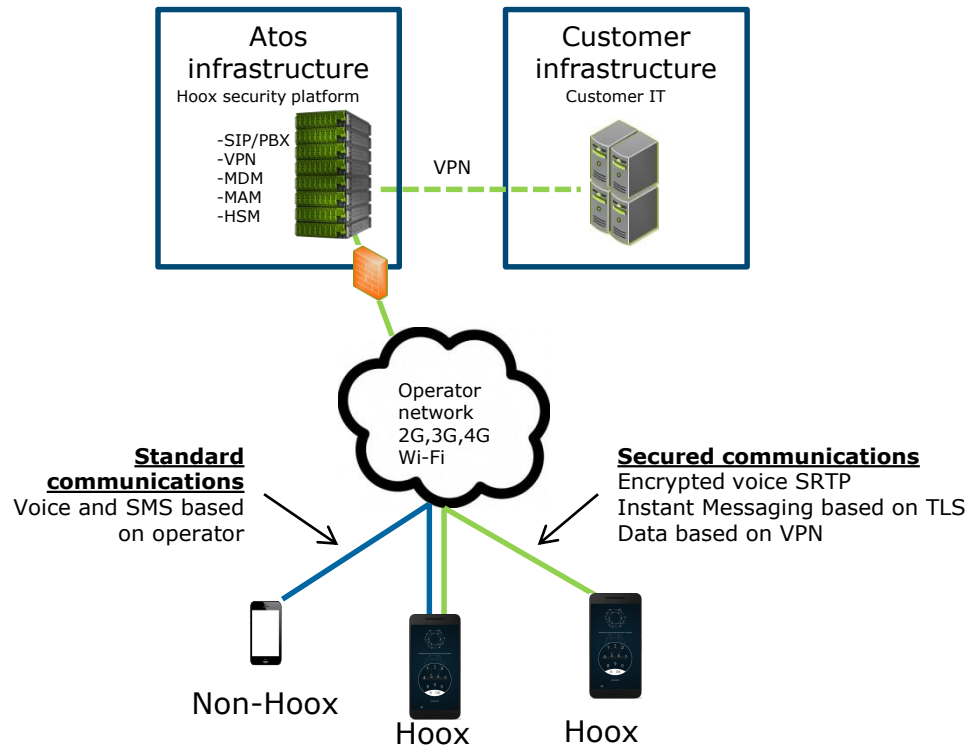 Atos
infrastructure
Hoox security platform
-SIP/PBX
-VPN
-MDM
-MAM
-HSM
VPN
Customer
infrastructure
Customer IT
Operator
network
2G,3G,4G
Wi-Fi
Standard
communications
Voice and SMS based
on operator
Secured communications
Encrypted voice SRTP
Instant Messaging based on TLS
Data based on VPN
Non-Hoox
Hoox
Hoox